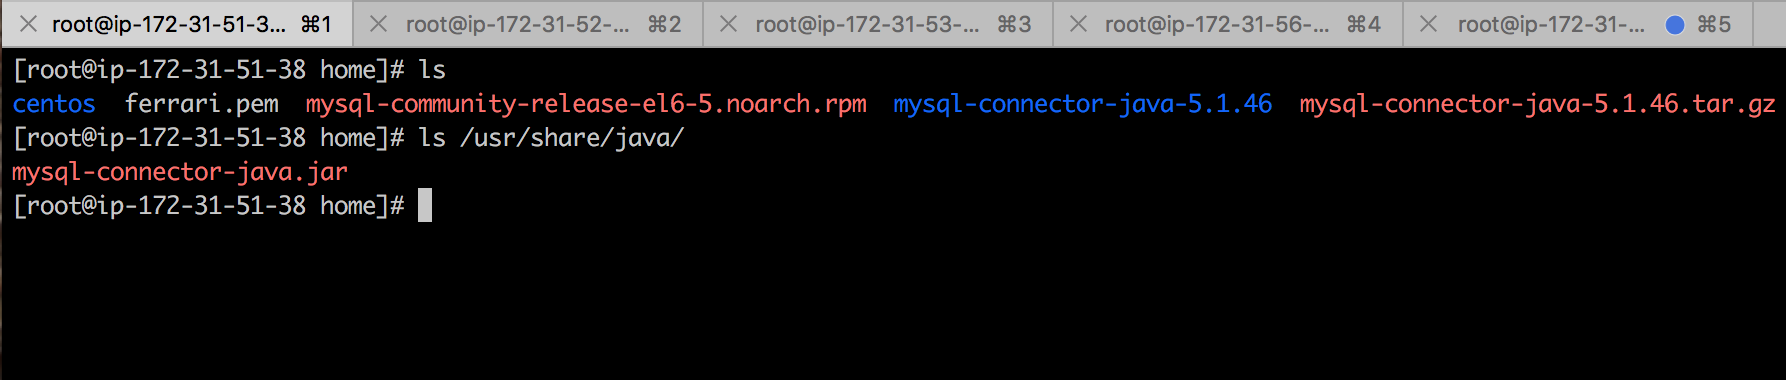 root@ip-172-31-51-3... ⌘1 root@ip-172-31-52-... ⌘2 root@ip-172-31-53-... ⌘3 root@ip-172-31-56-... ⌘4 root@ip-172-31-... ⌘5
[root@ip-172-31-51-38 home]# ls
centos ferrari.pem mysql-community-release-el6-5.noarch.rpm mysql-connector-java-5.1.46 mysql-connector-java-5.1.46.tar.gz
[root@ip-172-31-51-38 home]# ls /usr/share/java/
mysql-connector-java.jar
[root@ip-172-31-51-38 home]#